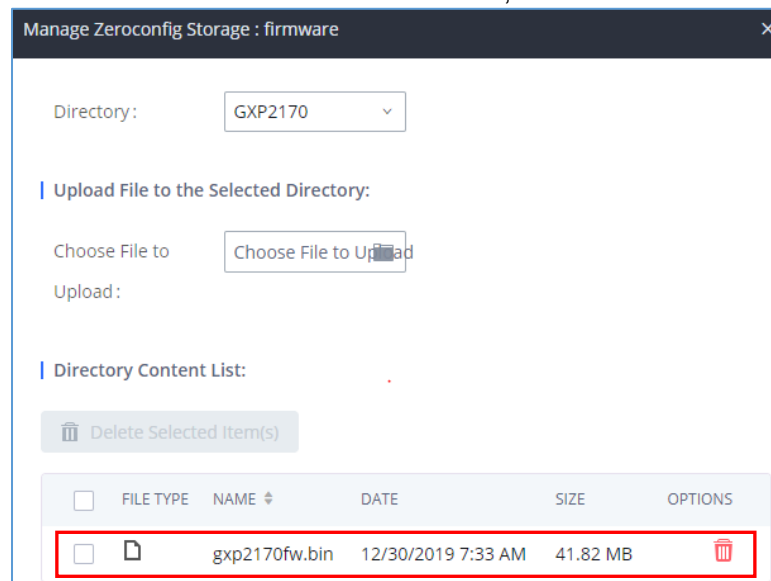 Manage Zeroconfig Storage : firmware ×
Directory : GXP2170
Upload File to the Selected Directory:
Choose File to Upload : Choose File to Upload
Directory Content List:
Delete Selected Item(s)
FILE TYPE NAME DATE SIZE OPTIONS
gxp2170fw.bin 12/30/2019 7:33 AM 41.82 MB